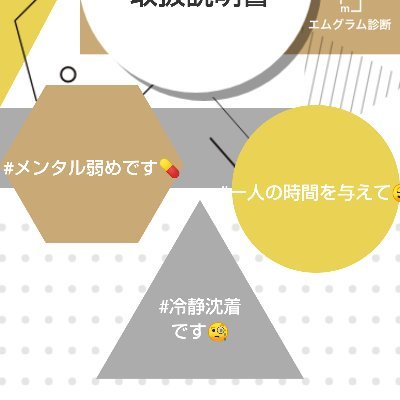 取扱説明書
m
エムグラム診断
#メンタル弱めです💊
#一人の時間を与えて
#冷静沈着
です🧐